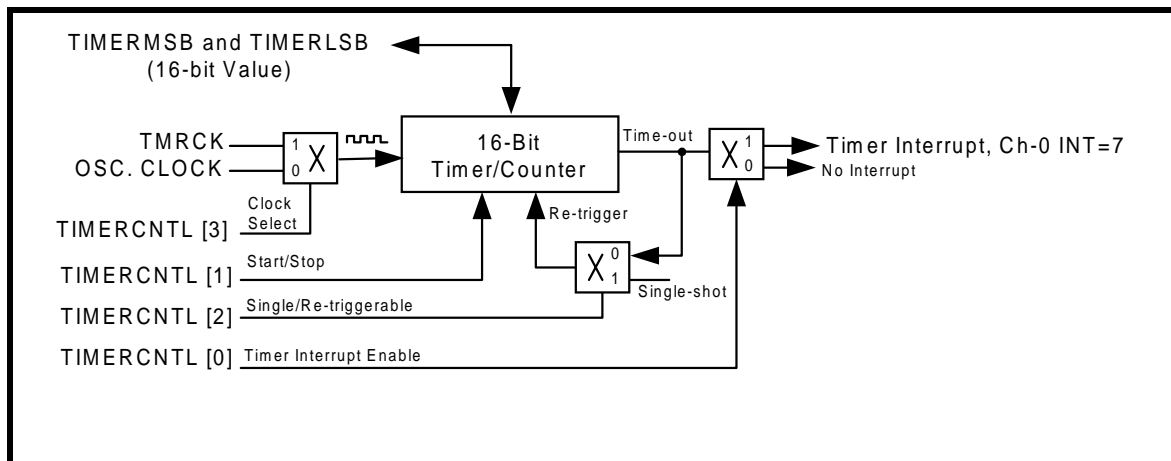 TIMERMSB and TIMERLSB
(16-bit Value)
TMRCK
OSC. CLOCK
1
0
X
16-Bit
Timer/Counter
Time-out
X
1
0
Timer Interrupt, Ch-0 INT=7
No Interrupt
Clock
Select
TIMERCNTL [3]
Re-trigger
Start/Stop
TIMERCNTL [1]
X
0
1
Single-shot
TIMERCNTL [2] Single/Re-triggerable
TIMERCNTL [0] Timer Interrupt Enable